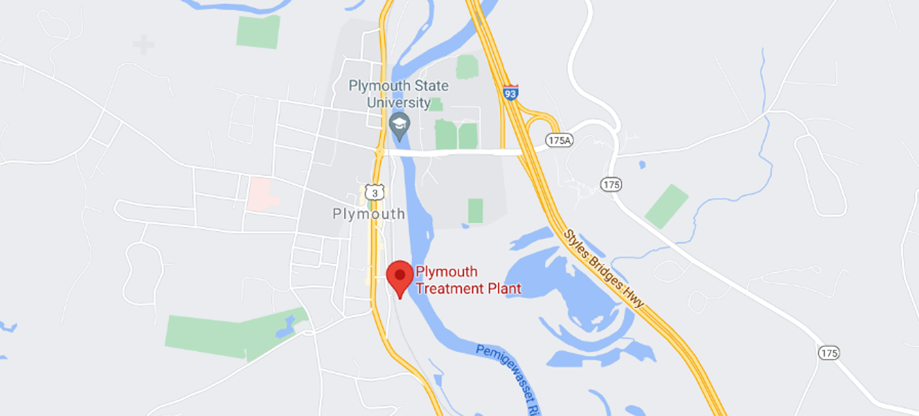 Plymouth State
University
93
175A
175
3
Plymouth
Plymouth
Treatment Plant
Styles Bridges Hwy
Pemigewasset Ri
175